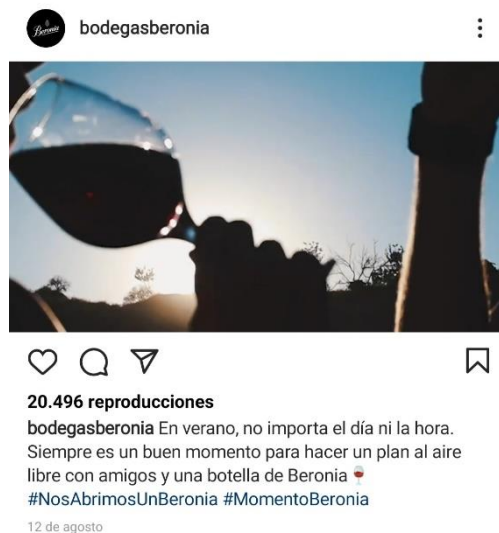 Beronia
bodegasberonia
20.496 reproducciones
bodegasberonia En verano, no importa el día ni la hora.
Siempre es un buen momento para hacer un plan al aire
libre con amigos y una botella de Beronia🍷
#NosAbrimosUnBeronia #MomentoBeronia
12 de agosto